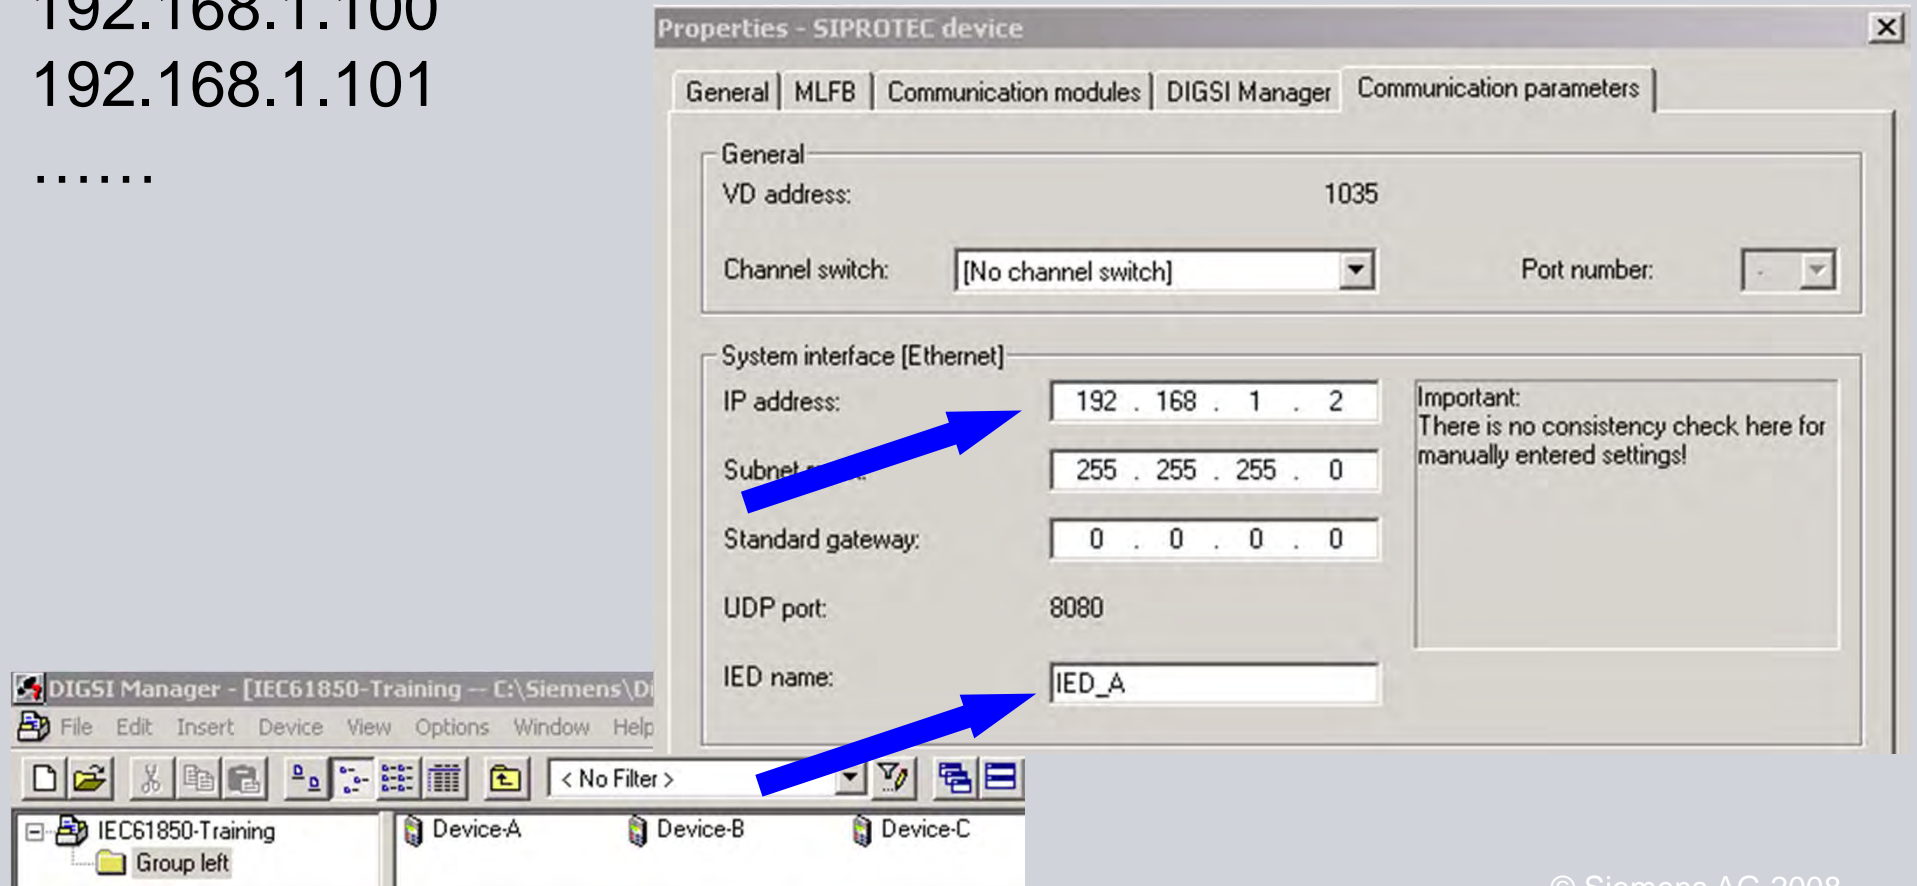 192.168.1.100
192.168.1.101
……
Properties - SIPROTEC device
General MLFB Communication modules DIGSI Manager Communication parameters
General
VD address: 1035
Channel switch: [No channel switch] Port number: -
System interface [Ethernet]
IP address: 192 . 168 . 1 . 2
Important:
There is no consistency check here for
manually entered settings!
Subnet 255 . 255 . 255 . 0
Standard gateway: 0 . 0 . 0 . 0
UDP port: 8080
IED name: IED_A
DIGSI Manager - [IEC61850-Training -- C:\Siemens\Di
File Edit Insert Device View Options Window Help
< No Filter >
IEC61850-Training
Group left
Device-A Device-B Device-C
© Siemens AG 2008